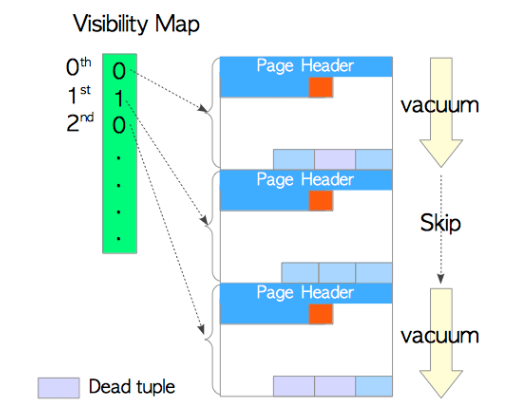 Visibility Map
0th 0
1st 1
2nd 0
.
.
.
.
Page Header
vacuum
Page Header
Skip
Page Header
vacuum
Dead tuple